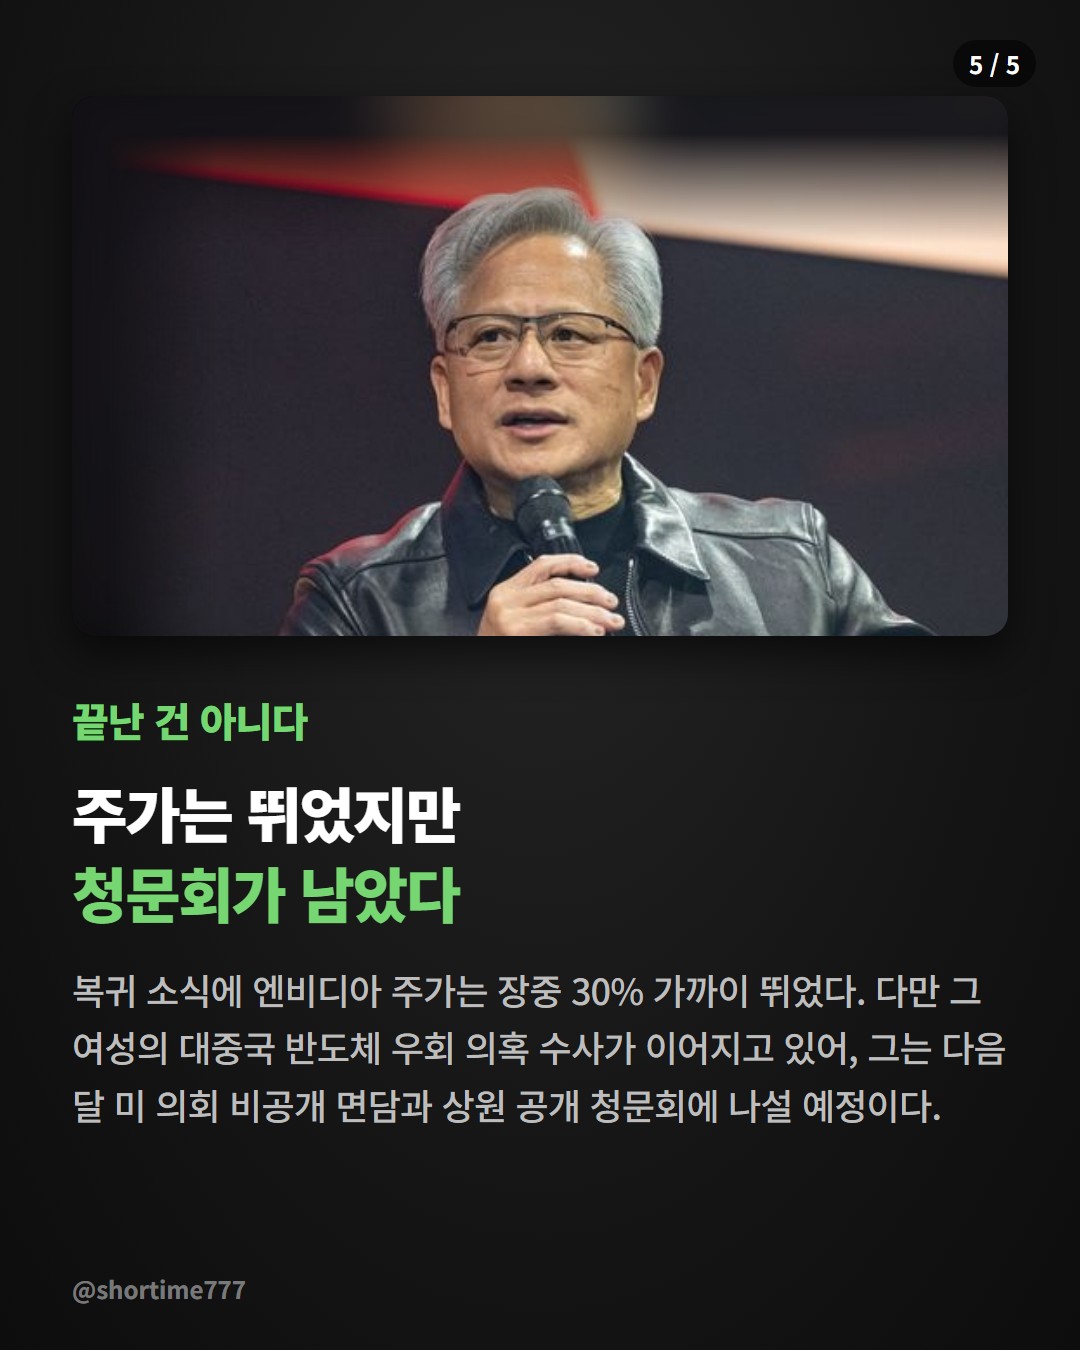 5 / 5
끝난 건 아니다
주가는 뛰었지만
청문회가 남았다
복귀 소식에 엔비디아 주가는 장중 30% 가까이 뛰었다. 다만 그
여성의 대중국 반도체 우회 의혹 수사가 이어지고 있어, 그는 다음
달 미 의회 비공개 면담과 상원 공개 청문회에 나설 예정이다.
@shortime777